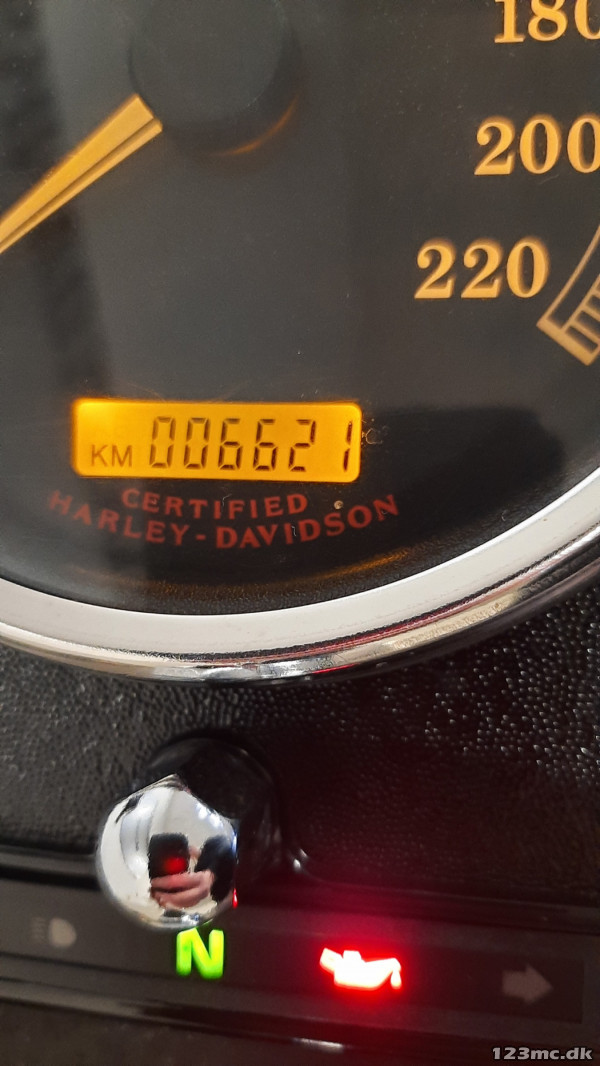 180
200
220
KM 006621
CERTIFIED
HARLEY-DAVIDSON
N
123mc.dk